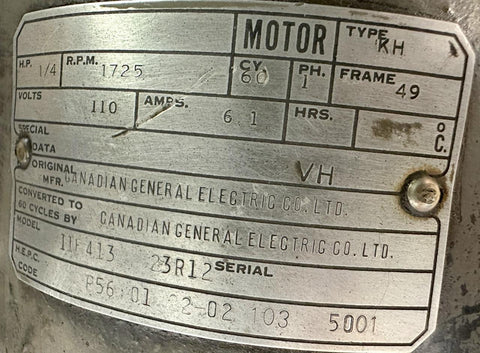 MOTOR TYPE KH
H.P. 1/4 R.P.M. 1725 CY. 60 PH. 1 FRAME 49
VOLTS 110 AMPS. 6.1 HRS. °C.
SPECIAL DATA VH
ORIGINAL MFR. CANADIAN GENERAL ELECTRIC CO. LTD.
CONVERTED TO
60 CYCLES BY CANADIAN GENERAL ELECTRIC CO. LTD.
MODEL 11F413 23R12 SERIAL
H.E.P.C. CODE 02 103 5001